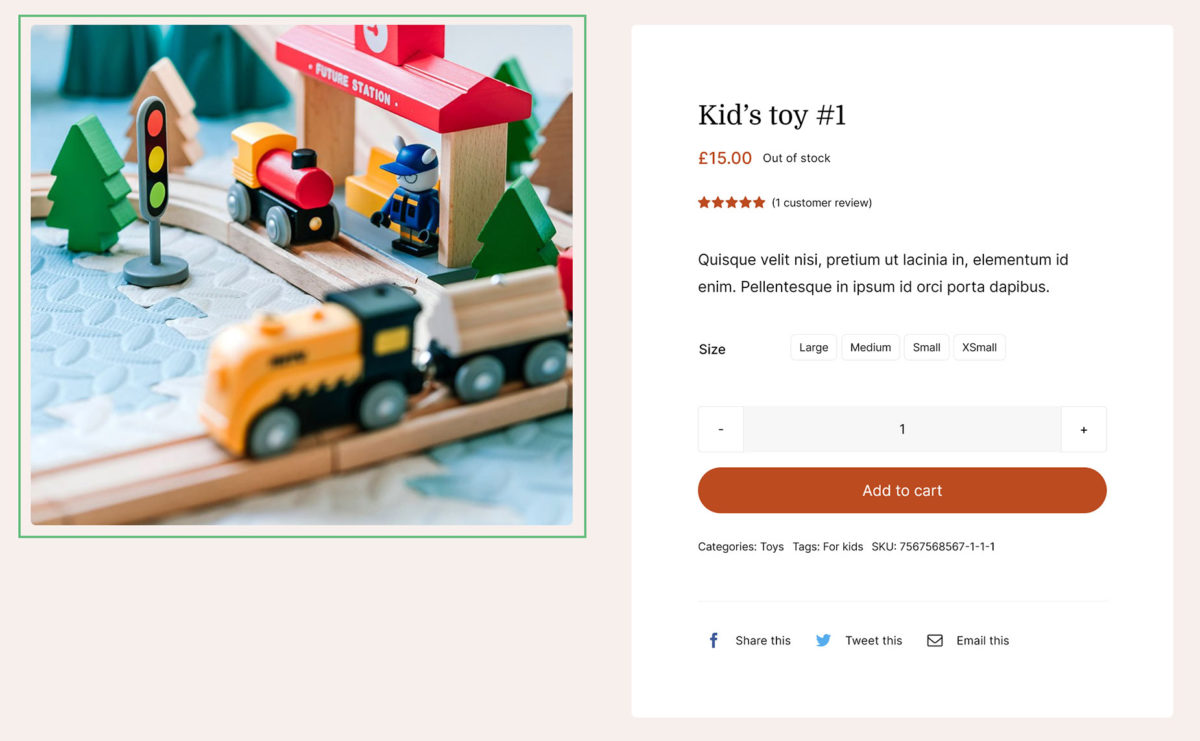 · FUTURE STATION ·
Kid’s toy #1
£15.00 Out of stock
(1 customer review)
Quisque velit nisi, pretium ut lacinia in, elementum id
enim. Pellentesque in ipsum id orci porta dapibus.
Size Large Medium Small XSmall
- 1 +
Add to cart
Categories: Toys Tags: For kids SKU: 7567568567-1-1-1
Share this Tweet this Email this